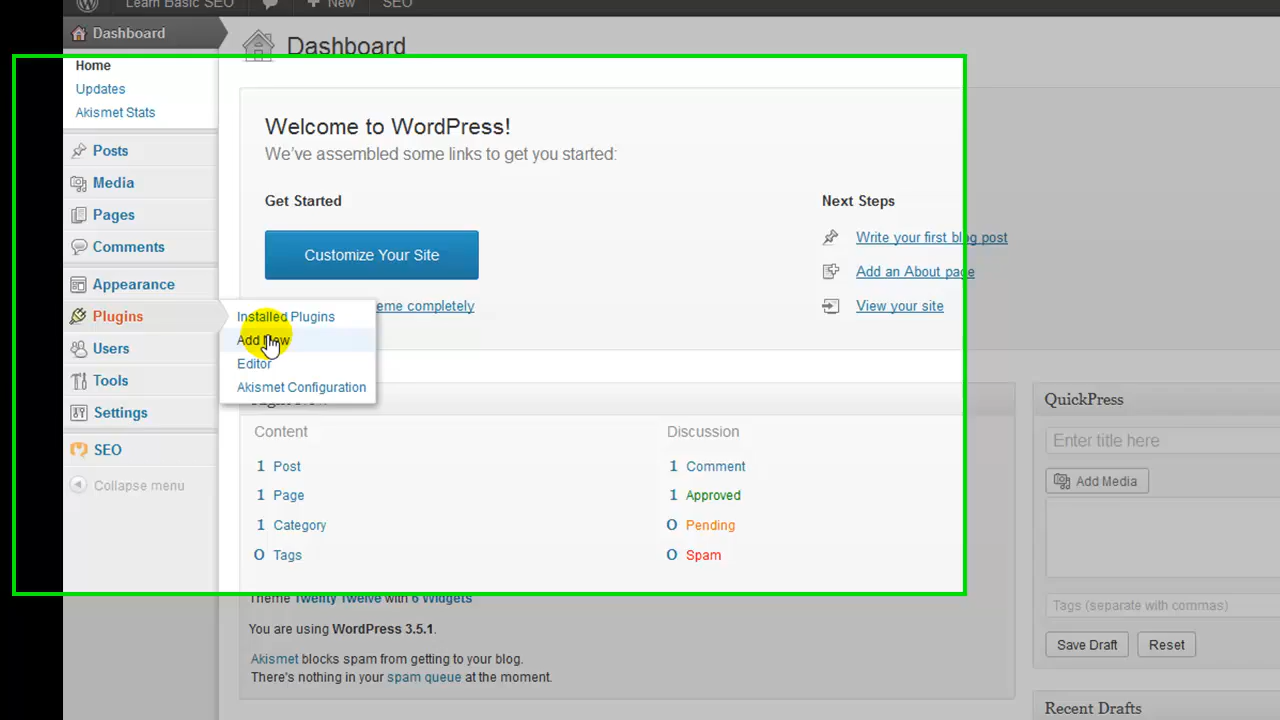 Learn Basic SEO
New
SEO
Dashboard
Home
Updates
Akismet Stats
Posts
Media
Pages
Comments
Appearance
Plugins
Users
Tools
Settings
SEO
Collapse menu
Installed Plugins
Add New
Editor
Akismet Configuration
Dashboard
Welcome to WordPress!
We've assembled some links to get you started:
Get Started
Customize Your Site
eme completely
Next Steps
Write your first blog post
Add an About page
View your site
Content
1 Post
1 Page
1 Category
0 Tags
Discussion
1 Comment
1 Approved
0 Pending
0 Spam
Theme Twenty Twelve with 6 Widgets
You are using WordPress 3.5.1.
Akismet blocks spam from getting to your blog.
There's nothing in your spam queue at the moment.
QuickPress
Enter title here
Add Media
Tags (separate with commas)
Save Draft
Reset
Recent Drafts